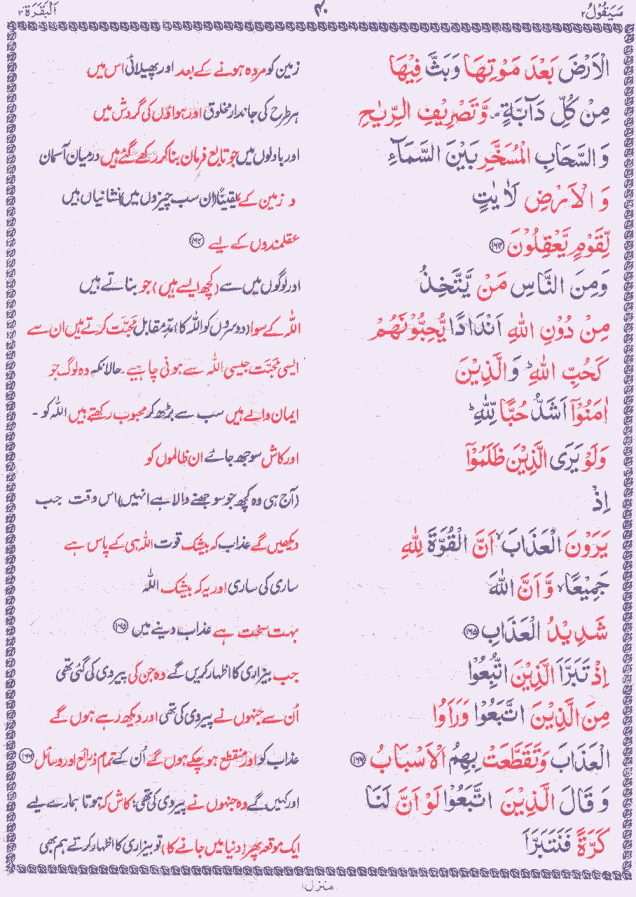 سَيَقُوْلُ ٢ ۴۰ اَلْبَقَرَة ٢
الْاَرْضَ بَعْدَ مَوْتِهَا وَبَثَّ فِيْهَا زمین کو مردہ ہونے کے بعد اور پھیلائی اس میں
مِنْ كُلِّ دَآبَّةٍ ۪ وَّتَصْرِيْفِ الرِّيٰحِ ہر طرح کی جاندار مخلوق اور ہواؤں کی گردش میں
وَالسَّحَابِ الْمُسَخَّرِ بَيْنَ السَّمَآءِ اور بادلوں میں جو تابع فرمان بنا کر رکھے گئے ہیں درمیان آسمان
وَالْاَرْضِ لَاٰيٰتٍ و زمین کے یقیناً (ان سب چیزوں میں) نشانیاں ہیں
لِّقَوْمٍ يَّعْقِلُوْنَ ﴿۱۶۴﴾ عقلمندوں کے لیے ﴿۱۶۴﴾
وَمِنَ النَّاسِ مَنْ يَّتَّخِذُ اور لوگوں میں سے (کچھ ایسے ہیں) جو بناتے ہیں
مِنْ دُوْنِ اللّٰهِ اَنْدَادًا يُّحِبُّوْنَهُمْ اللہ کے سوا (دوسروں کو اللہ کا) مدِّ مقابل محبّت کرتے ہیں ان سے
كَحُبِّ اللّٰهِ ؕ وَالَّذِيْنَ ایسی محبّت جیسی اللہ سے ہونی چاہیے۔ حالانکہ وہ لوگ جو
اٰمَنُوْٓا اَشَدُّ حُبًّا لِّلّٰهِ ؕ ایمان والے ہیں سب سے بڑھ کر محبوب رکھتے ہیں اللہ کو -
وَلَوْ يَرَى الَّذِيْنَ ظَلَمُوْٓا اور کاش سوجھ جائے ان ظالموں کو
اِذْ (آج ہی وہ کچھ جو سوجھنے والا ہے انہیں) اس وقت جب
يَرَوْنَ الْعَذَابَ ۙ اَنَّ الْقُوَّةَ لِلّٰهِ دیکھیں گے عذاب کہ بیشک قوت اللہ ہی کے پاس ہے
جَمِيْعًا ۙ وَّاَنَّ اللّٰهَ ساری کی ساری اور یہ کہ بیشک اللہ
شَدِيْدُ الْعَذَابِ ﴿۱۶۵﴾ بہت سخت ہے عذاب دینے میں ﴿۱۶۵﴾
اِذْ تَبَرَّاَ الَّذِيْنَ اتُّبِعُوْا جب بیزاری کا اظہار کریں گے وہ جن کی پیروی کی گئی تھی
مِنَ الَّذِيْنَ اتَّبَعُوْا وَرَاَوُا اُن سے جنہوں نے پیروی کی تھی اور دیکھ رہے ہوں گے
الْعَذَابَ وَتَقَطَّعَتْ بِهِمُ الْاَسْبَابُ ﴿۱۶۶﴾ عذاب کو اور منقطع ہو چکے ہوں گے اُن کے تمام ذرائع اور وسائل ﴿۱۶۶﴾
وَقَالَ الَّذِيْنَ اتَّبَعُوْا لَوْ اَنَّ لَنَا اور کہیں گے وہ جنہوں نے پیروی کی تھی؛ کاش کہ ہوتا ہمارے لیے
كَرَّةً فَنَتَبَرَّاَ ایک موقعہ پھر (دنیا میں جانے کا) تو بیزاری کا اظہار کرتے ہم بھی
منزل ۱